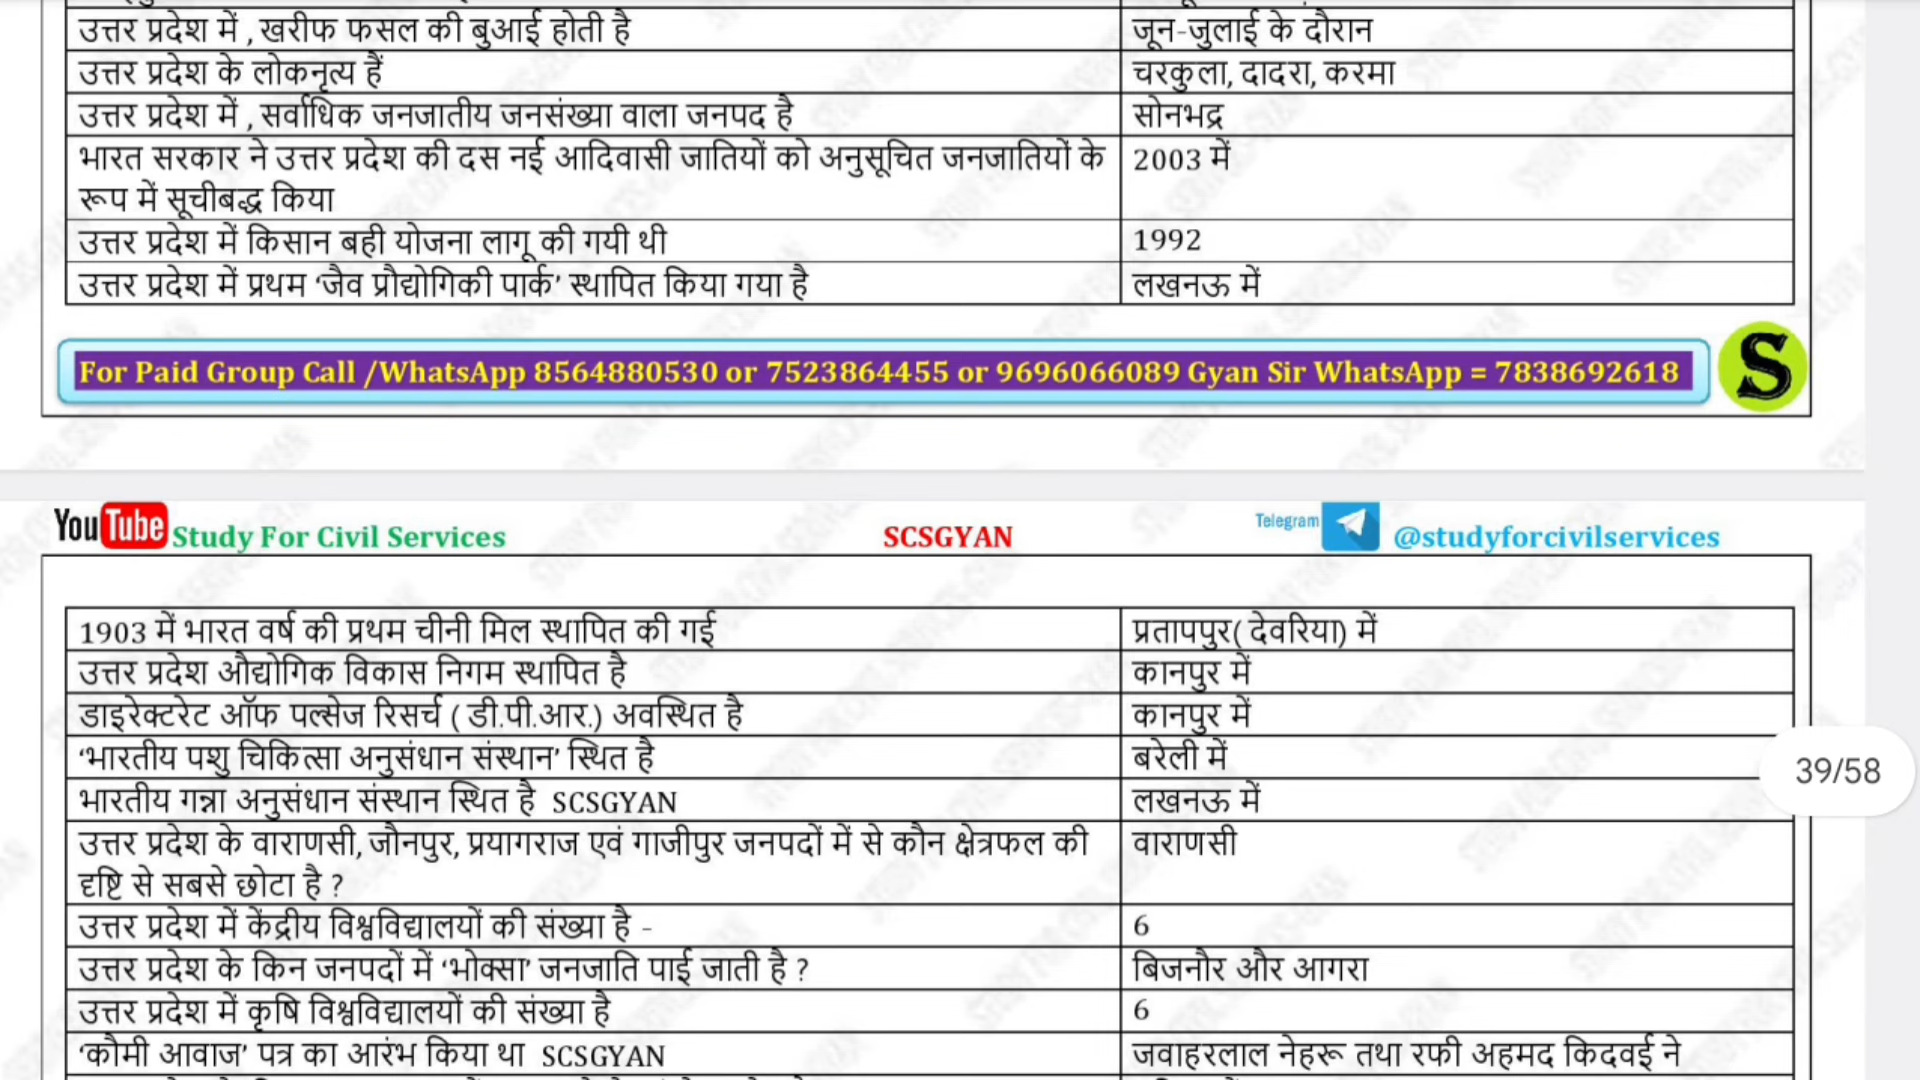 उत्तर प्रदेश में , खरीफ फसल की बुआई होती है जून-जुलाई के दौरान
उत्तर प्रदेश के लोकनृत्य हैं चरकुला, दादरा, करमा
उत्तर प्रदेश में , सर्वाधिक जनजातीय जनसंख्या वाला जनपद है सोनभद्र
भारत सरकार ने उत्तर प्रदेश की दस नई आदिवासी जातियों को अनुसूचित जनजातियों के 2003 में
रूप में सूचीबद्ध किया
उत्तर प्रदेश में किसान बही योजना लागू की गयी थी 1992
उत्तर प्रदेश में प्रथम ‘जैव प्रौद्योगिकी पार्क’ स्थापित किया गया है लखनऊ में
For Paid Group Call /WhatsApp 8564880530 or 7523864455 or 9696066089 Gyan Sir WhatsApp = 7838692618
S
YouTube Study For Civil Services SCSGYAN Telegram @studyforcivilservices
1903 में भारत वर्ष की प्रथम चीनी मिल स्थापित की गई प्रतापपुर( देवरिया) में
उत्तर प्रदेश औद्योगिक विकास निगम स्थापित है कानपुर में
डाइरेक्टरेट ऑफ पल्सेज रिसर्च ( डी.पी.आर.) अवस्थित है कानपुर में
‘भारतीय पशु चिकित्सा अनुसंधान संस्थान’ स्थित है बरेली में
39/58
भारतीय गन्ना अनुसंधान संस्थान स्थित है SCSGYAN लखनऊ में
उत्तर प्रदेश के वाराणसी, जौनपुर, प्रयागराज एवं गाजीपुर जनपदों में से कौन क्षेत्रफल की वाराणसी
दृष्टि से सबसे छोटा है ?
उत्तर प्रदेश में केंद्रीय विश्वविद्यालयों की संख्या है - 6
उत्तर प्रदेश के किन जनपदों में ‘भोक्सा’ जनजाति पाई जाती है ? बिजनौर और आगरा
उत्तर प्रदेश में कृषि विश्वविद्यालयों की संख्या है 6
‘कौमी आवाज’ पत्र का आरंभ किया था SCSGYAN जवाहरलाल नेहरू तथा रफी अहमद किदवई ने